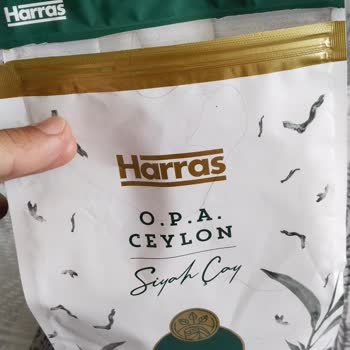 Harras
Harras
O.P.A.
CEYLON
Siyah Çay